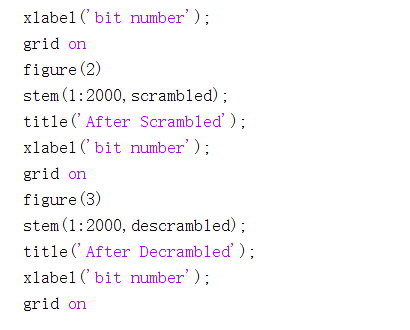 xlabel('bit number');
grid on
figure(2)
stem(1:2000,scrambled);
title('After Scrambled');
xlabel('bit number');
grid on
figure(3)
stem(1:2000,descrambled);
title('After Decrambled');
xlabel('bit number');
grid on